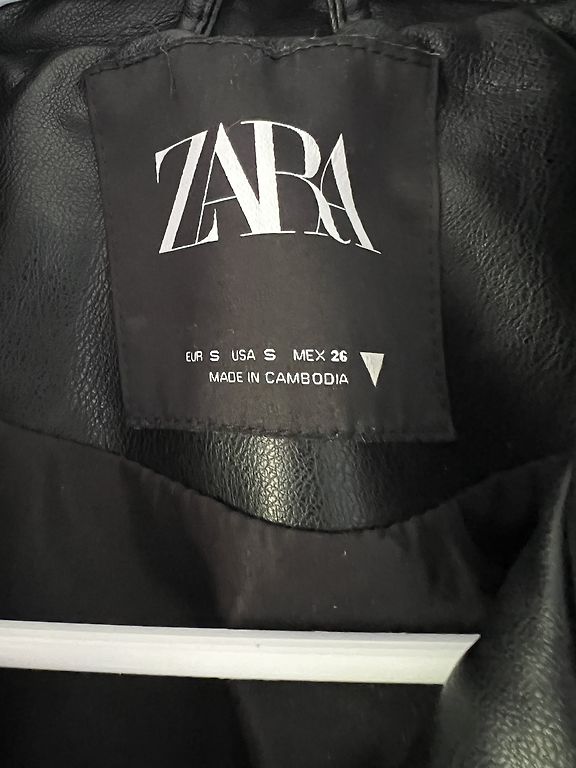 ZARA
EUR S USA S MEX 26
MADE IN CAMBODIA